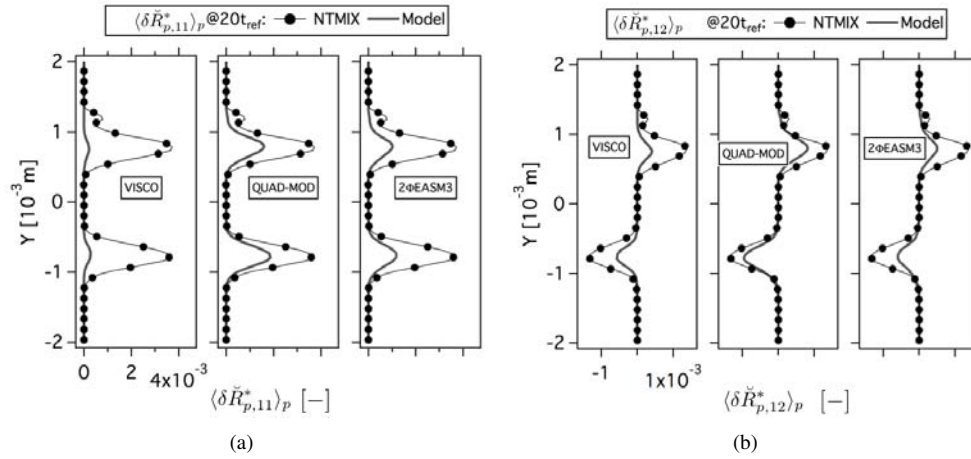 ⟨δR̆*p,11⟩p @20tref: NTMIX Model
2
1
0
-1
-2
Y [10⁻³m]
VISCO
QUAD-MOD
2ΦEASM3
0 2 4x10⁻³
⟨δR̆*p,11⟩p [−]
(a)
⟨δR̆*p,12⟩p @20tref: NTMIX Model
2
1
0
-1
-2
Y [10⁻³m]
VISCO
QUAD-MOD
2ΦEASM3
-1 1x10⁻³
⟨δR̆*p,12⟩p [−]
(b)